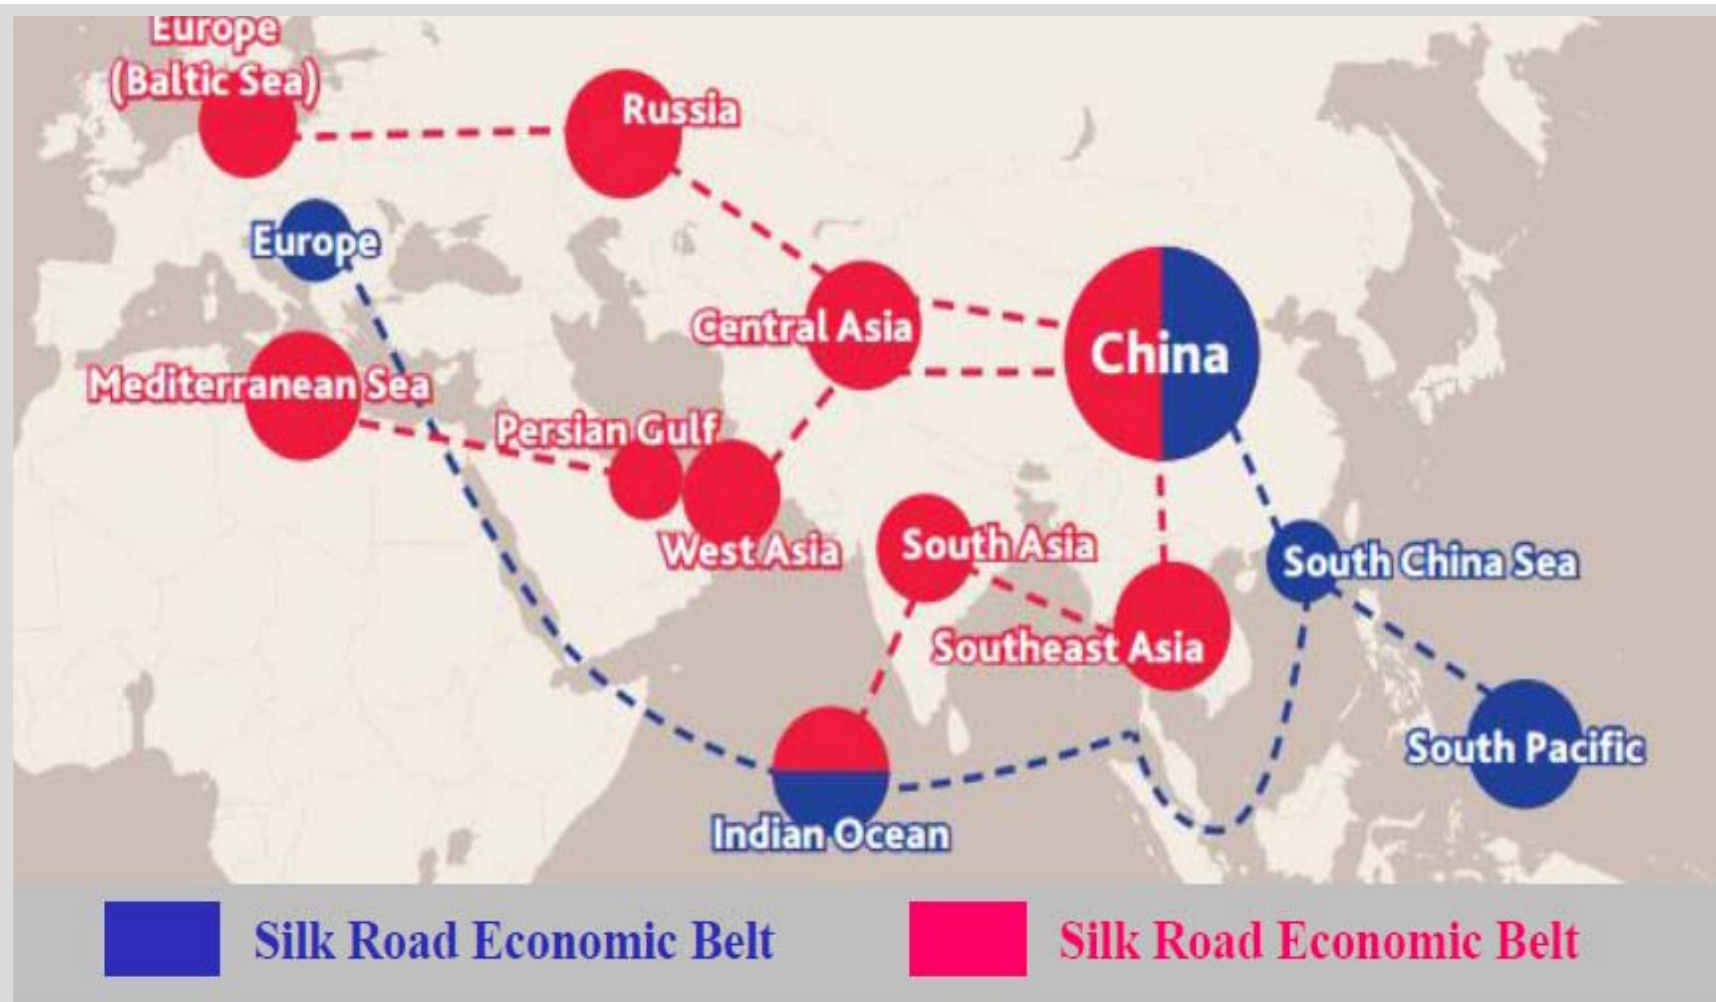 Europe
(Baltic Sea)
Russia
Europe
Central Asia
China
Mediterranean Sea
Persian Gulf
West Asia
South Asia
South China Sea
Southeast Asia
South Pacific
Indian Ocean
Silk Road Economic Belt
Silk Road Economic Belt